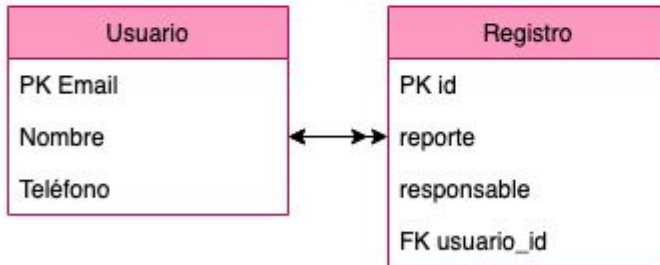 Usuario
PK Email
Nombre
Teléfono
Registro
PK id
reporte
responsable
FK usuario_id